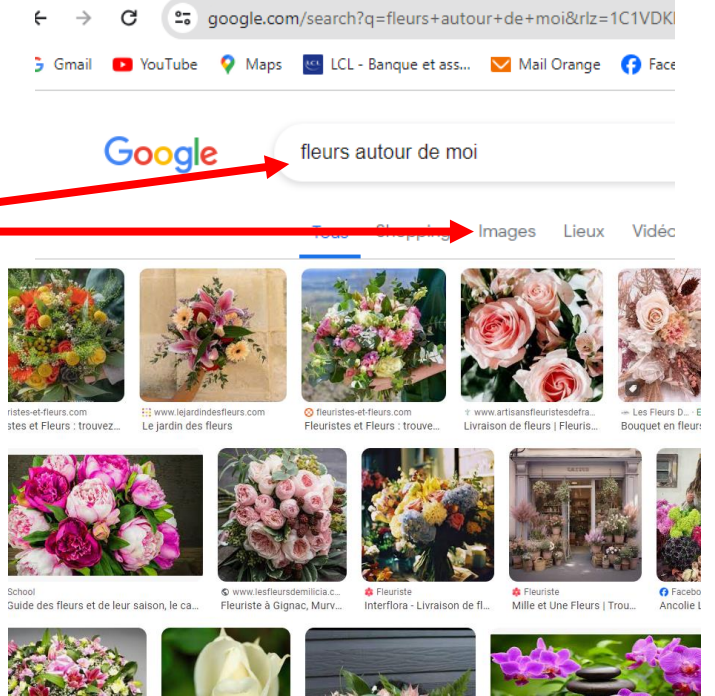 google.com/search?q=fleurs+autour+de+moi&rlz=1C1VDK
Gmail YouTube Maps LCL - Banque et ass... Mail Orange Face
Google fleurs autour de moi
Tous Shopping Images Lieux Vidéo
ristes-et-fleurs.com www.lejardindesfleurs.com fleuristes-et-fleurs.com www.artisansfleuristesdefra... Les Fleurs D...
stes et Fleurs : trouvez... Le jardin des fleurs Fleuristes et Fleurs : trouve... Livraison de fleurs | Fleuris... Bouquet en fleurs
School www.lesfleursdemilicia.c... Fleuriste Fleuriste Facebo
Guide des fleurs et de leur saison, le ca... Fleuriste à Gignac, Murv... Interflora - Livraison de fl... Mille et Une Fleurs | Trou... Ancolie L